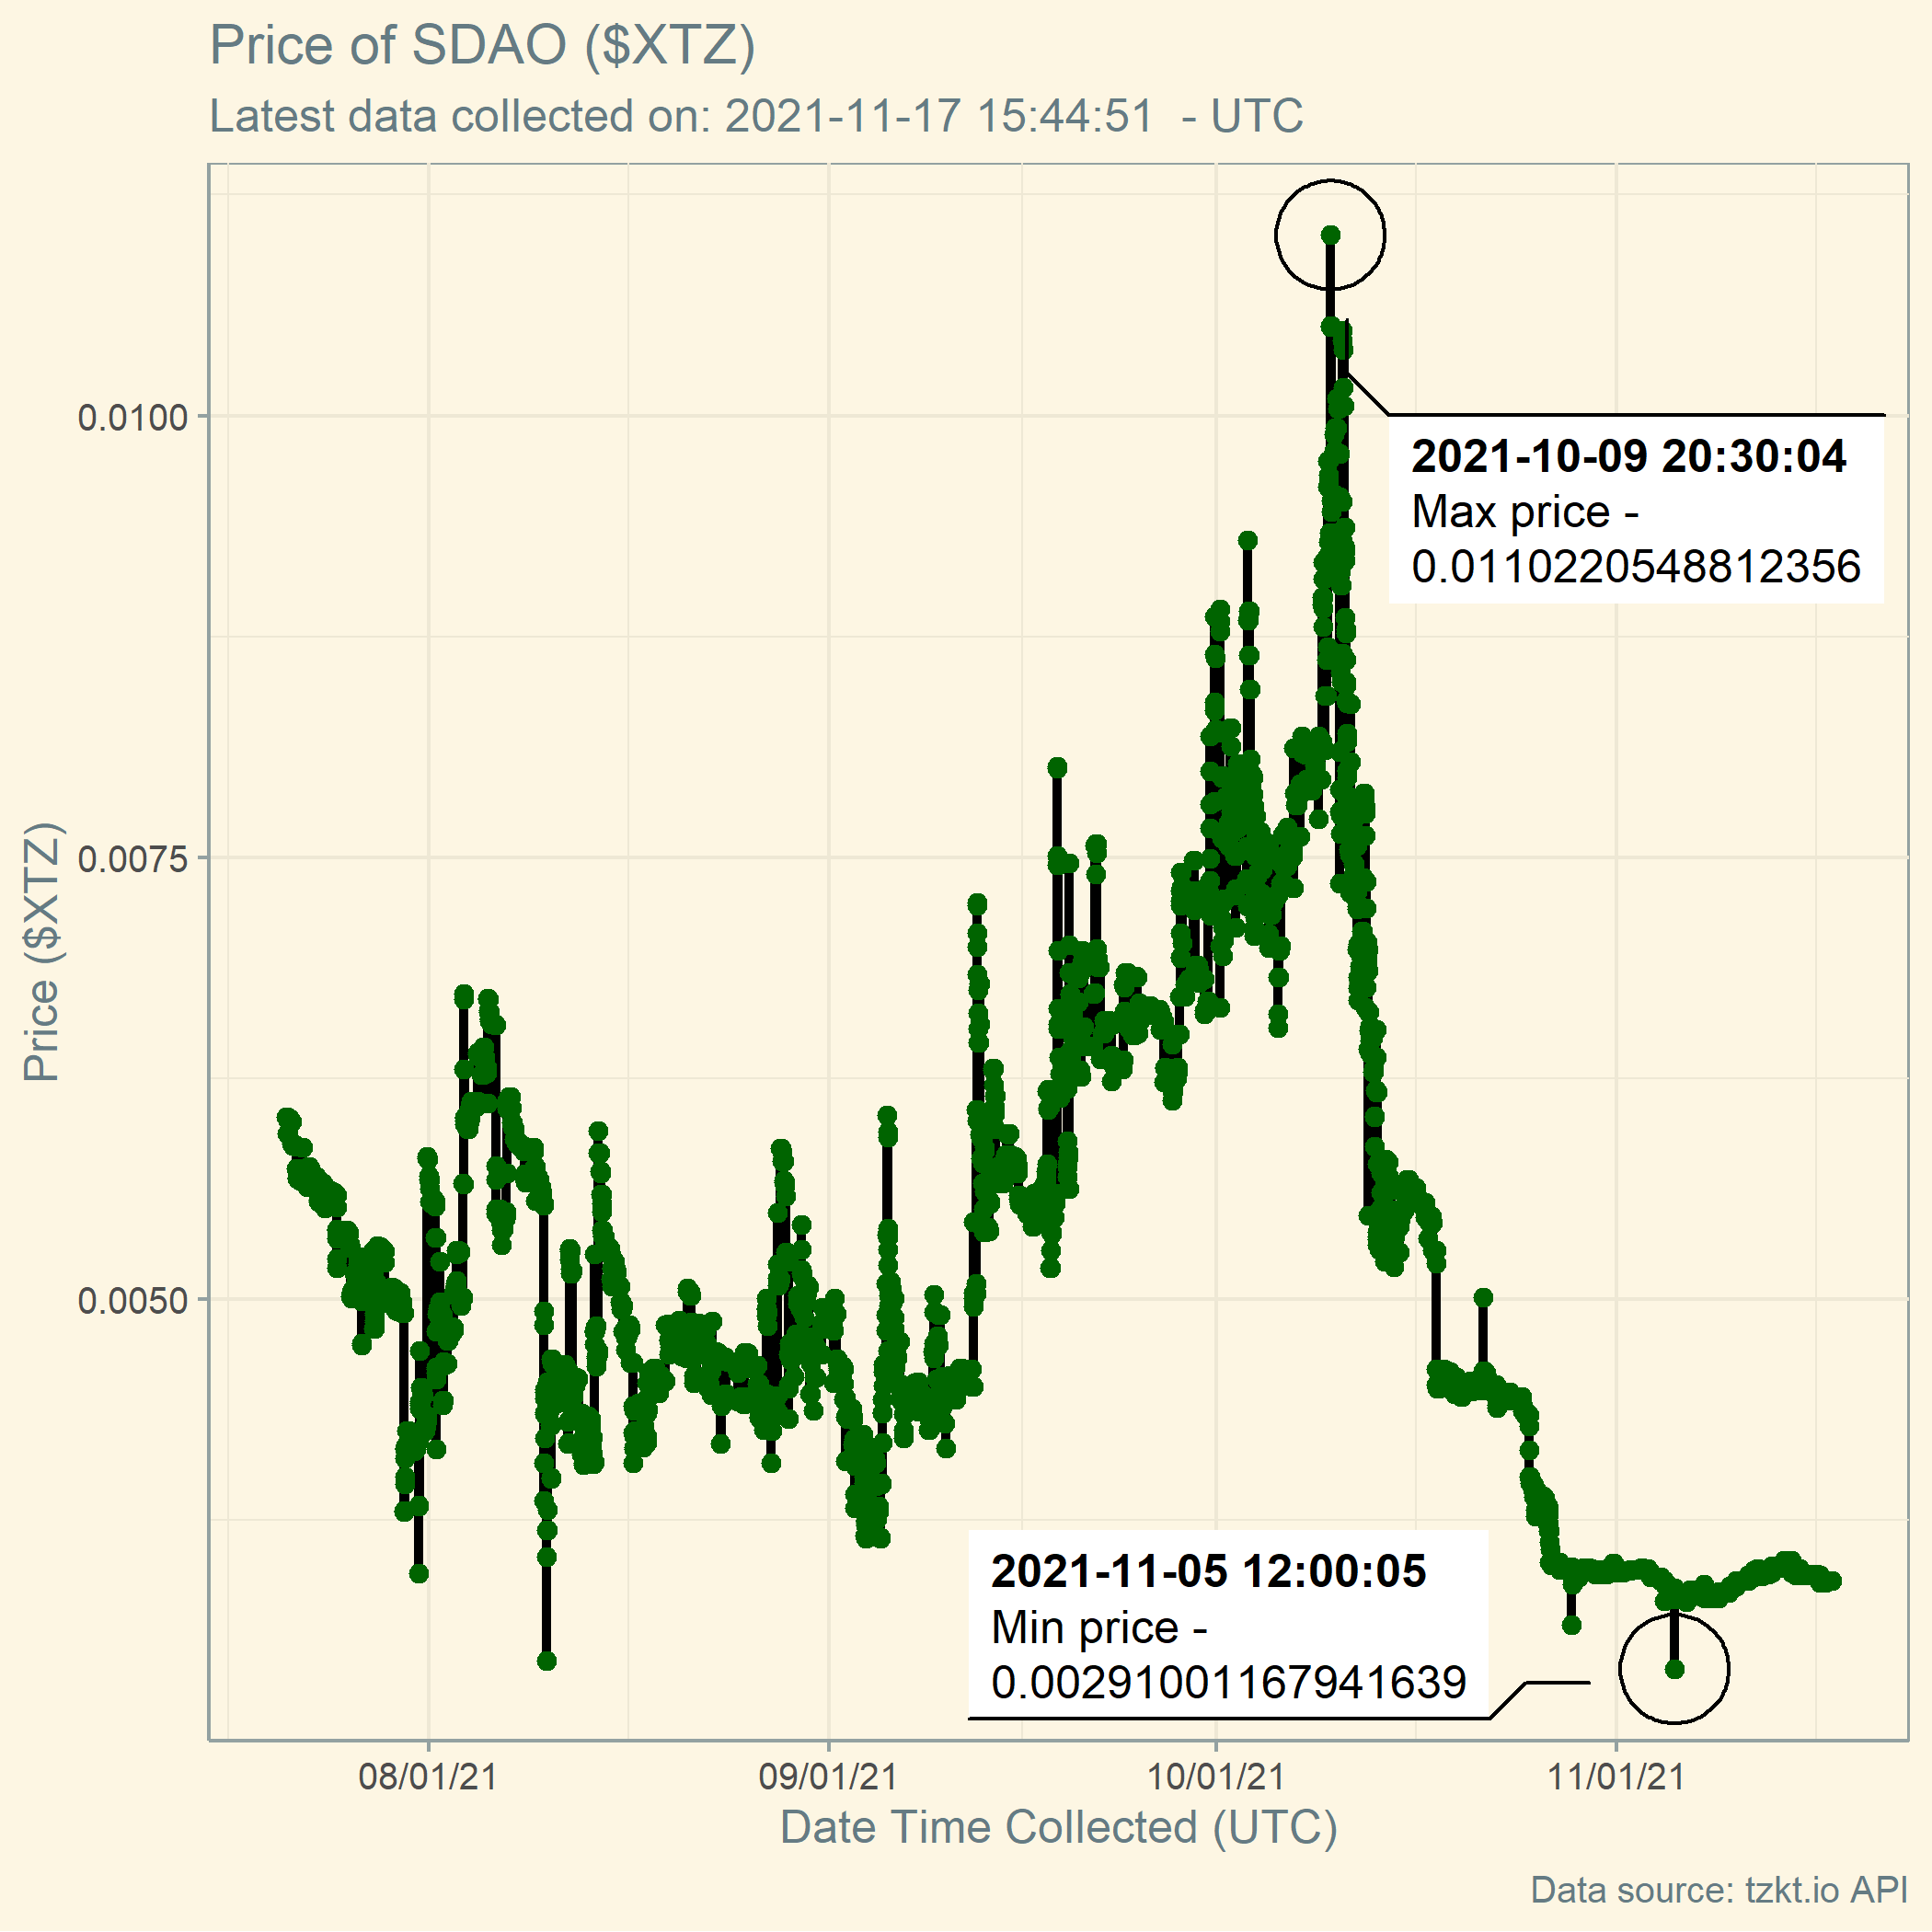 Price of SDAO ($XTZ)
Latest data collected on: 2021-11-17 15:44:51  - UTC
Price ($XTZ)
0.0100
0.0075
0.0050
2021-10-09 20:30:04
Max price -
0.0110220548812356
2021-11-05 12:00:05
Min price -
0.00291001167941639
08/01/21
09/01/21
10/01/21
11/01/21
Date Time Collected (UTC)
Data source: tzkt.io API